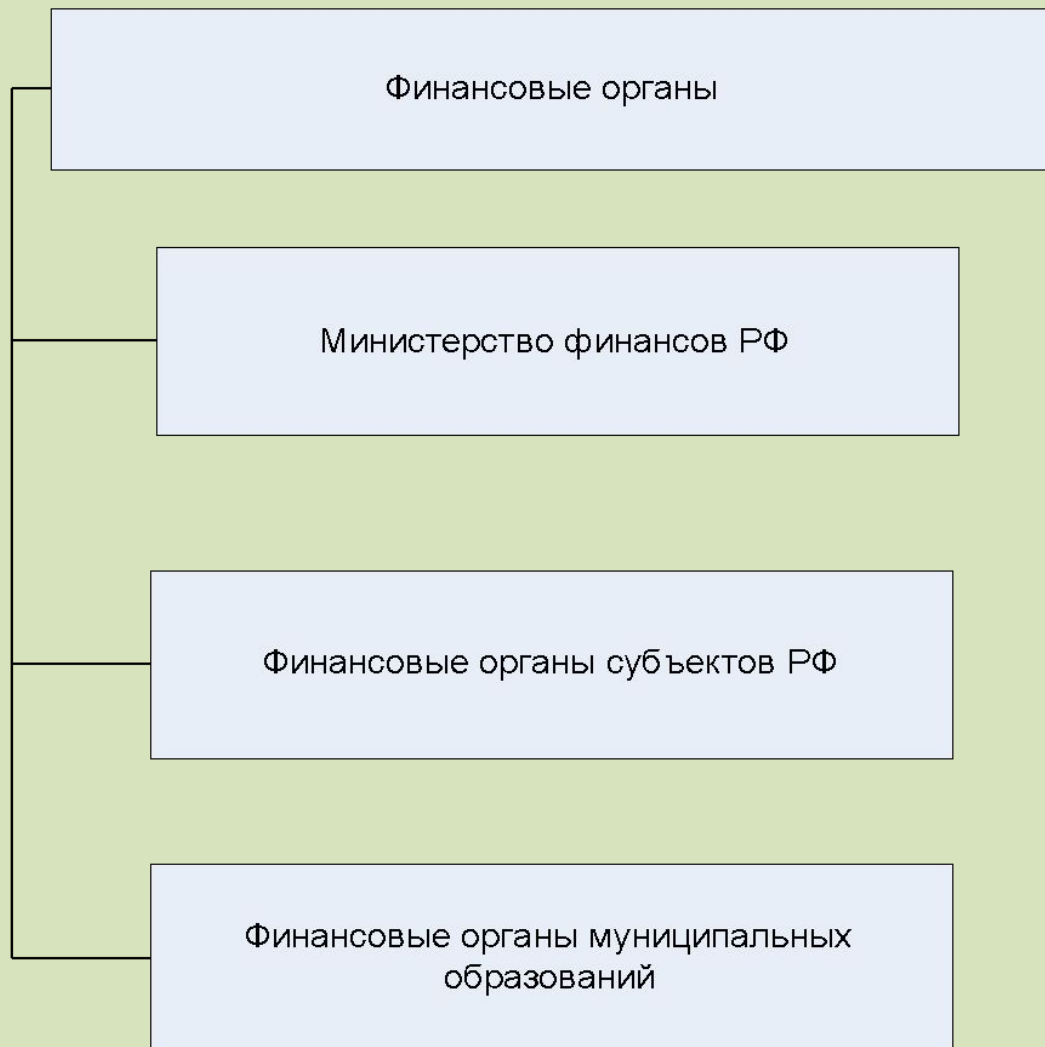 Финансовые органы
Министерство финансов РФ
Финансовые органы субъектов РФ
Финансовые органы муниципальных
образований